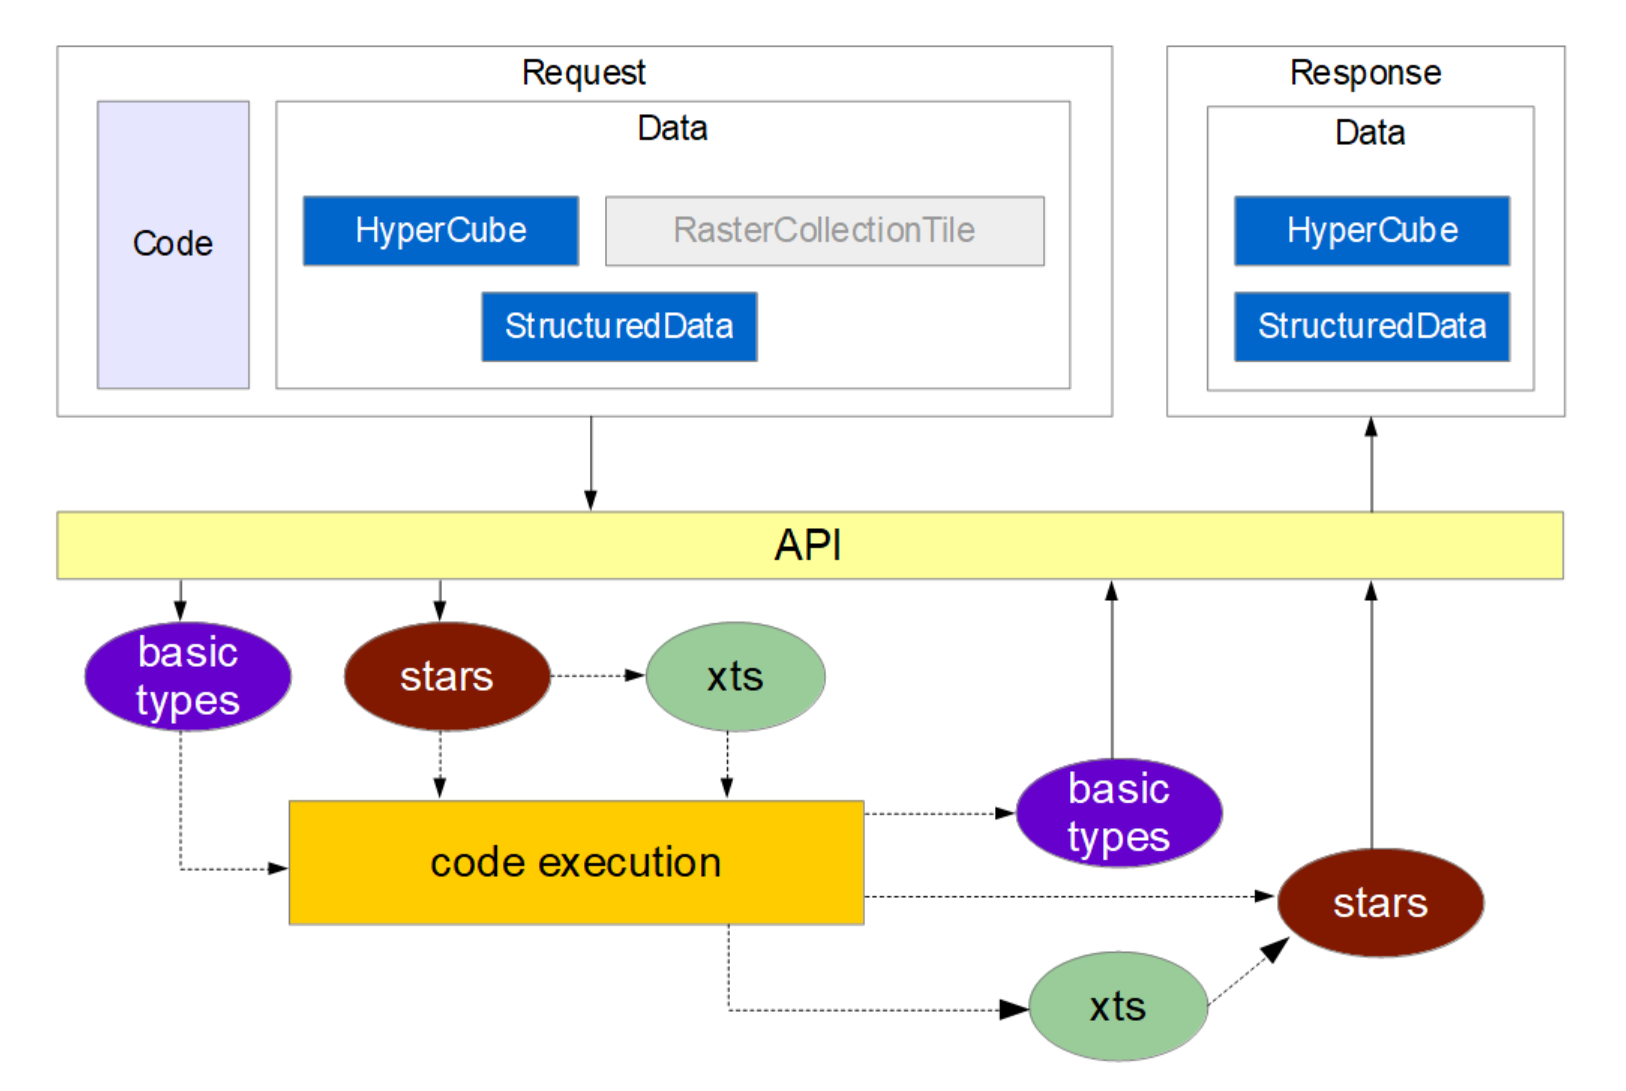 Request
Response
Data
Data
Code
HyperCube
RasterCollectionTile
StructuredData
HyperCube
StructuredData
API
basic
types
stars
xts
code execution
basic
types
stars
xts